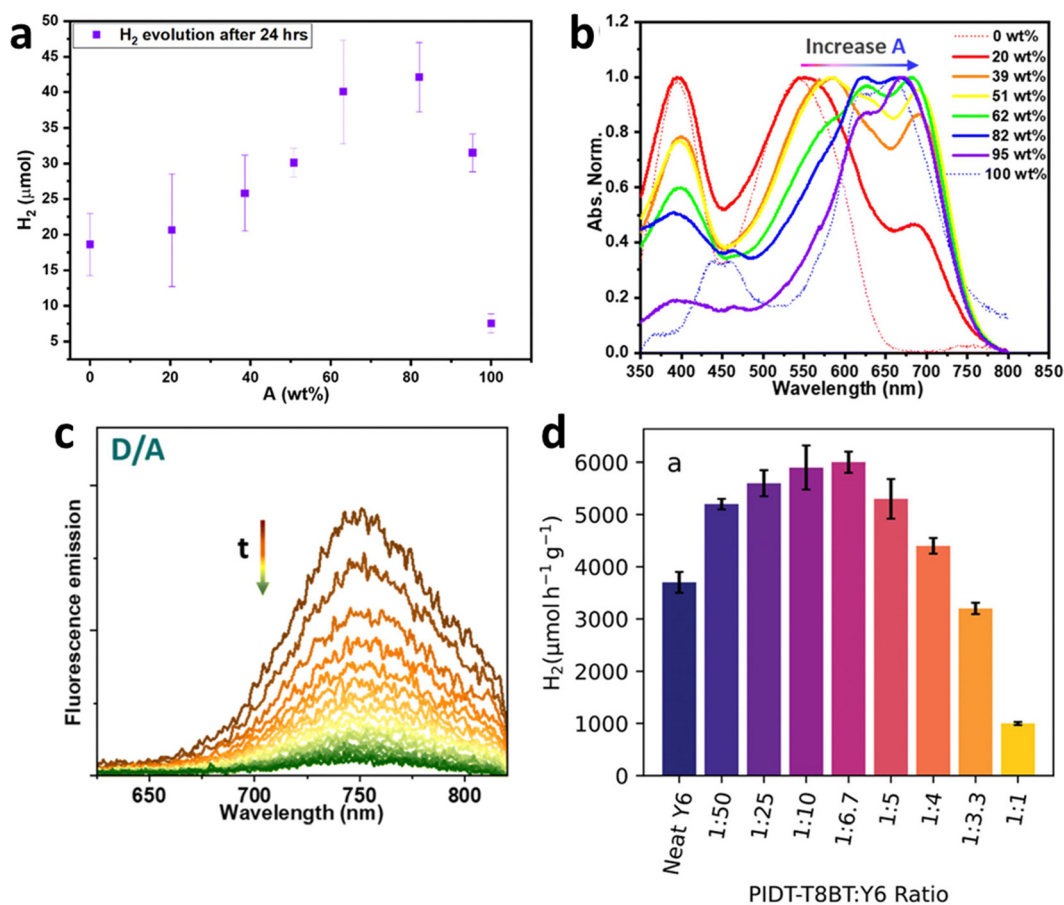 a
H₂ evolution after 24 hrs
50
45
40
35
30
25
20
15
10
5
H₂ (μmol)
0
20
40
60
80
100
A (wt%)
b
Increase A
0 wt%
20 wt%
39 wt%
51 wt%
62 wt%
82 wt%
95 wt%
100 wt%
1.2
1.0
0.8
0.6
0.4
0.2
0.0
Abs. Norm.
350 400 450 500 550 600 650 700 750 800 850
Wavelength (nm)
c
D/A
t
Fluorescence emission
650
700
750
800
Wavelength (nm)
d
a
6000
5000
4000
3000
2000
1000
0
H₂(μmol h⁻¹ g⁻¹)
Neat Y6
1:50
1:25
1:10
1:6.7
1:5
1:4
1:3.3
1:1
PIDT-T8BT:Y6 Ratio